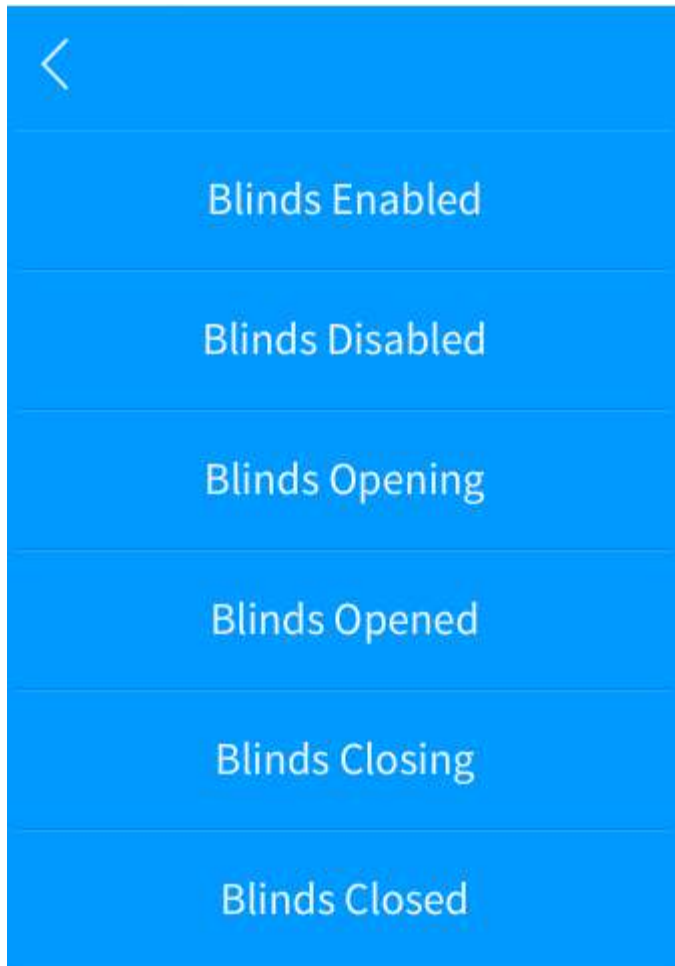 Blinds Enabled
Blinds Disabled
Blinds Opening
Blinds Opened
Blinds Closing
Blinds Closed